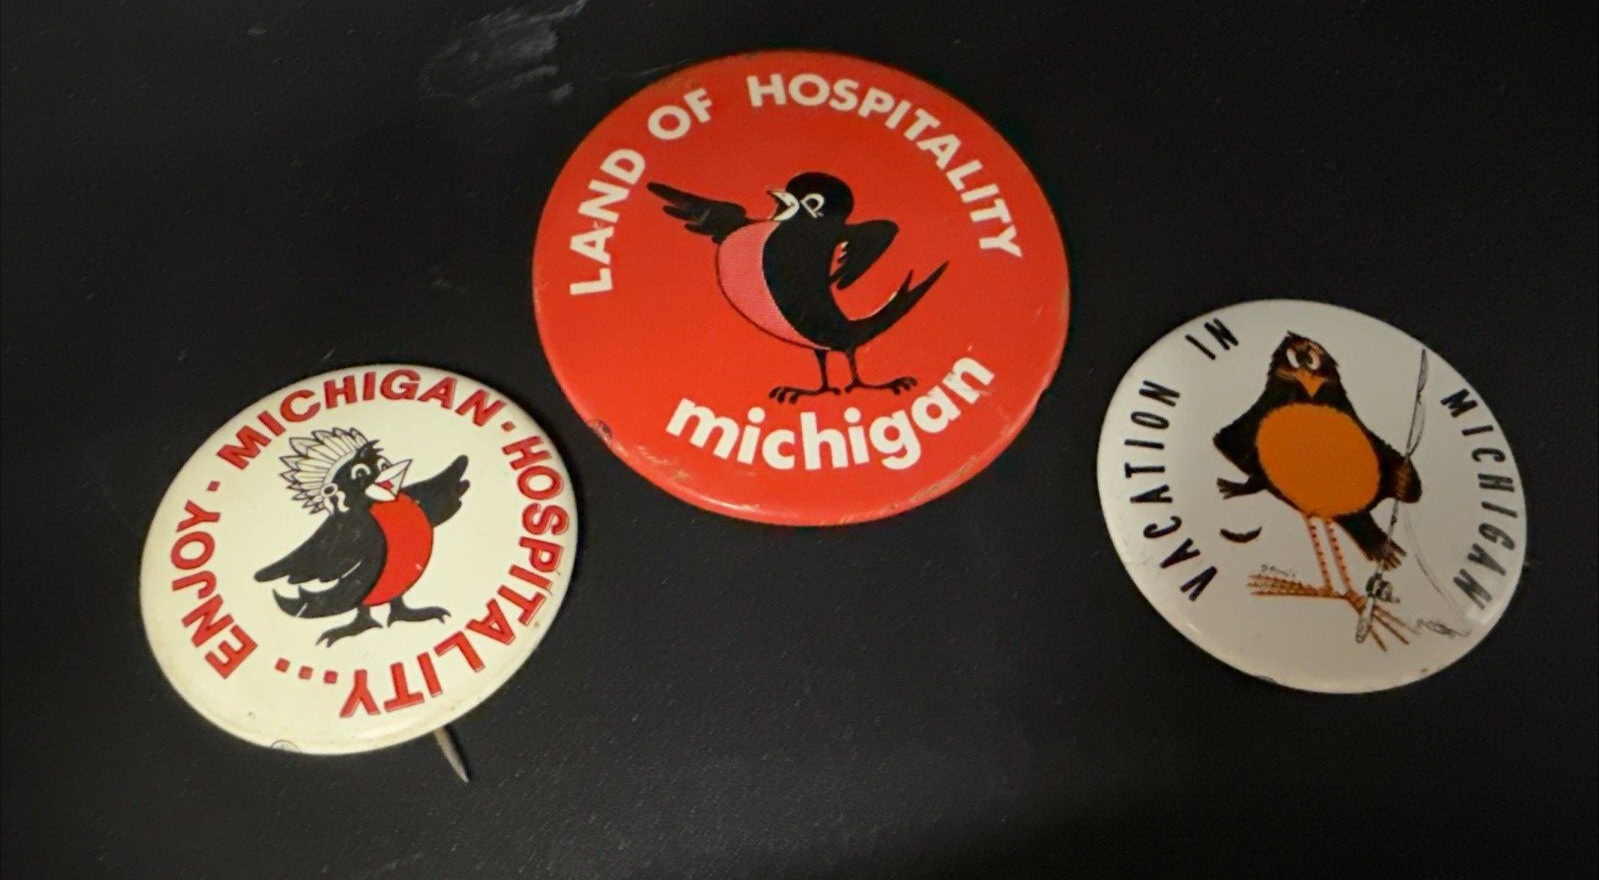 ENJOY · MICHIGAN · HOSPITALITY...
LAND OF HOSPITALITY
michigan
VACATION IN MICHIGAN